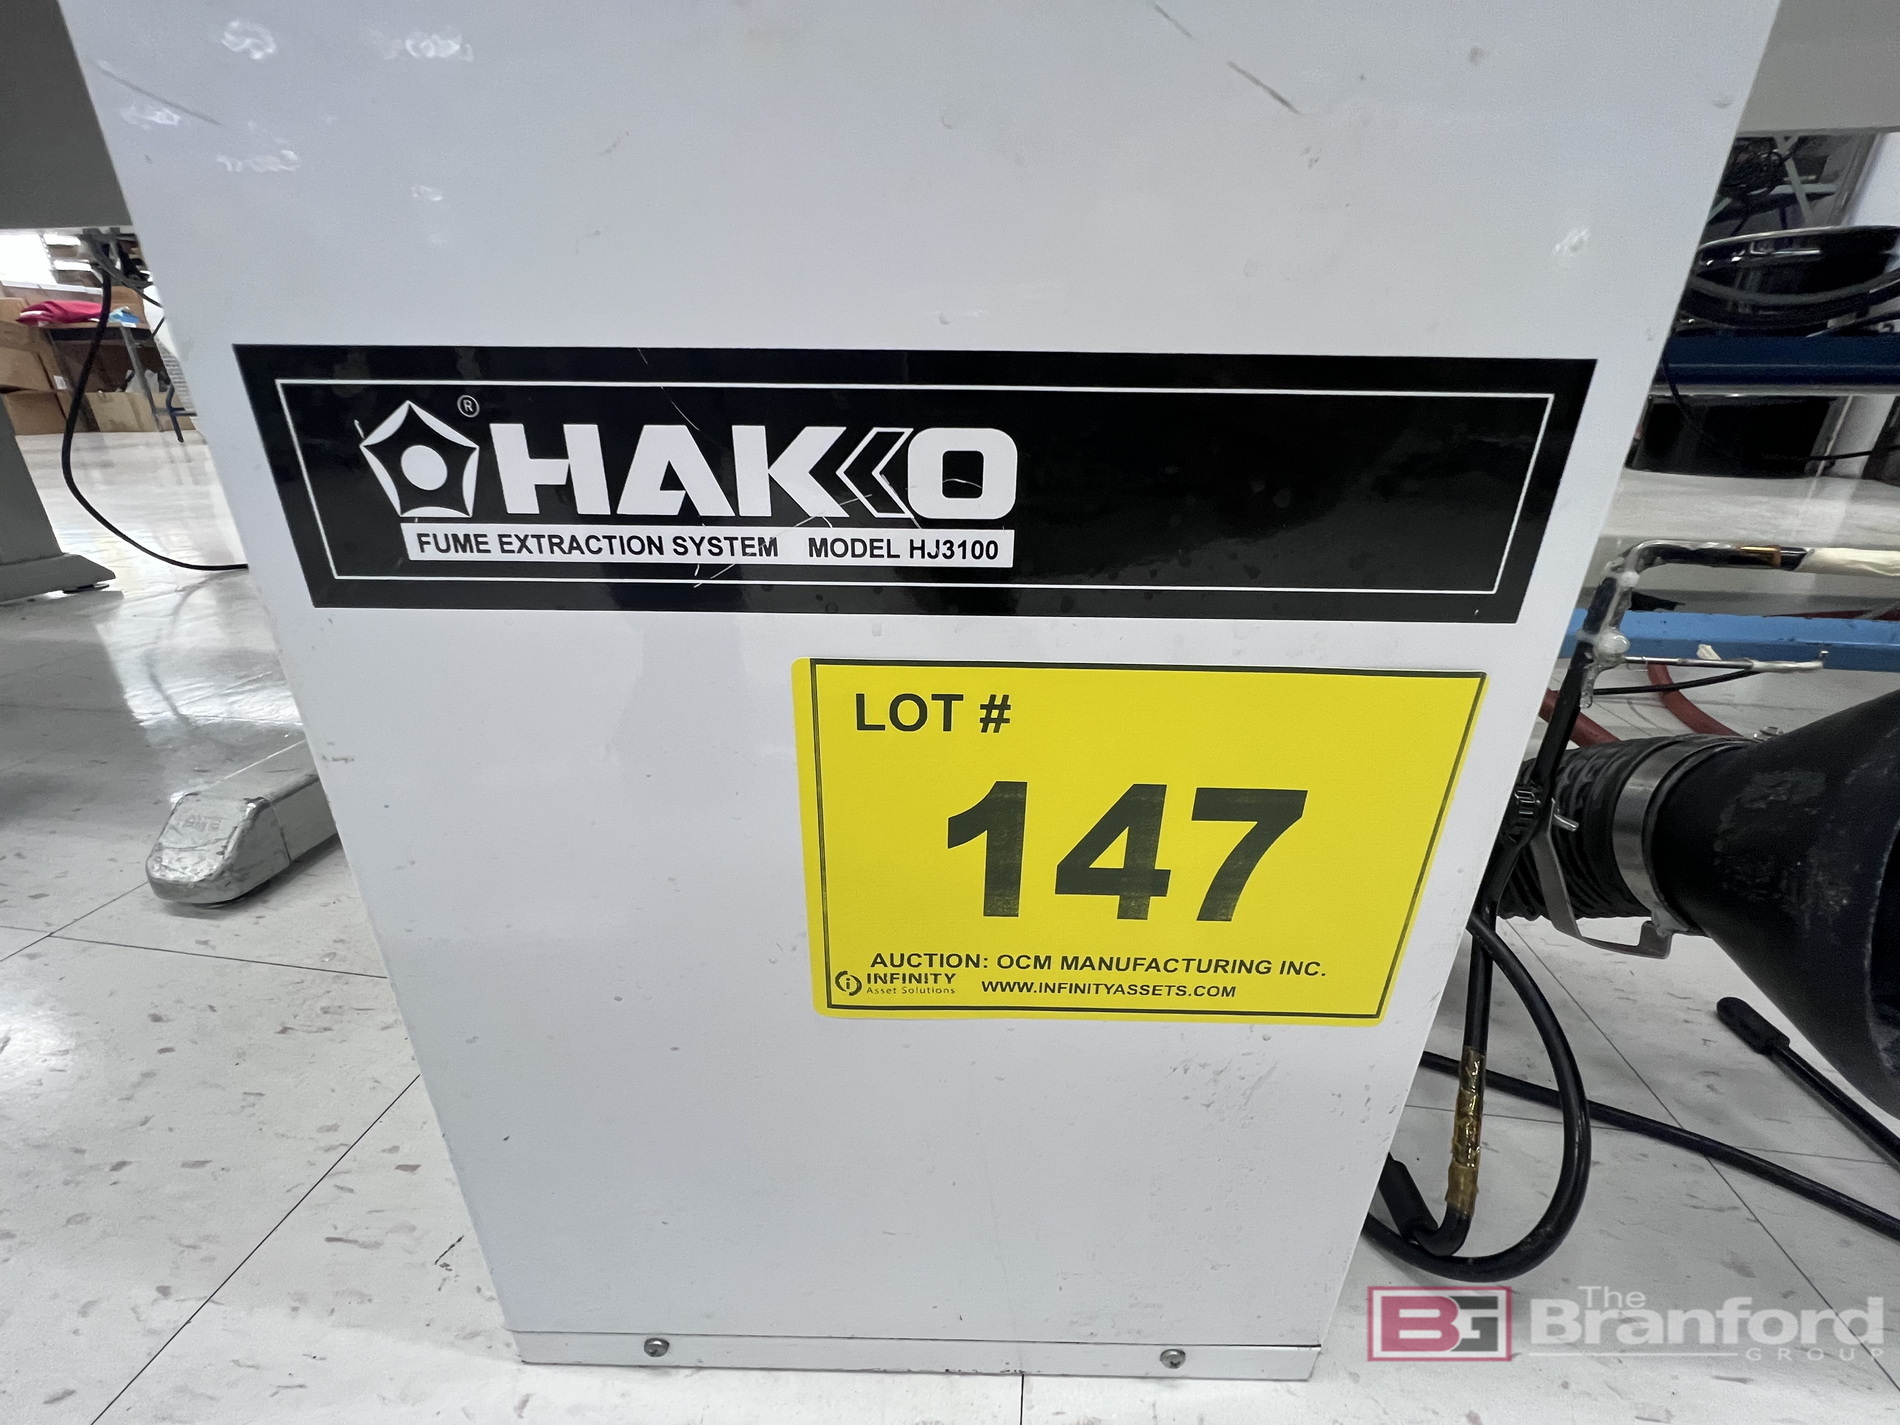 ® HAKKO
FUME EXTRACTION SYSTEM MODEL HJ3100
LOT #
147
AUCTION: OCM MANUFACTURING INC.
INFINITY
Asset Solutions
WWW.INFINITYASSETS.COM
BG
The
Branford
GROUP